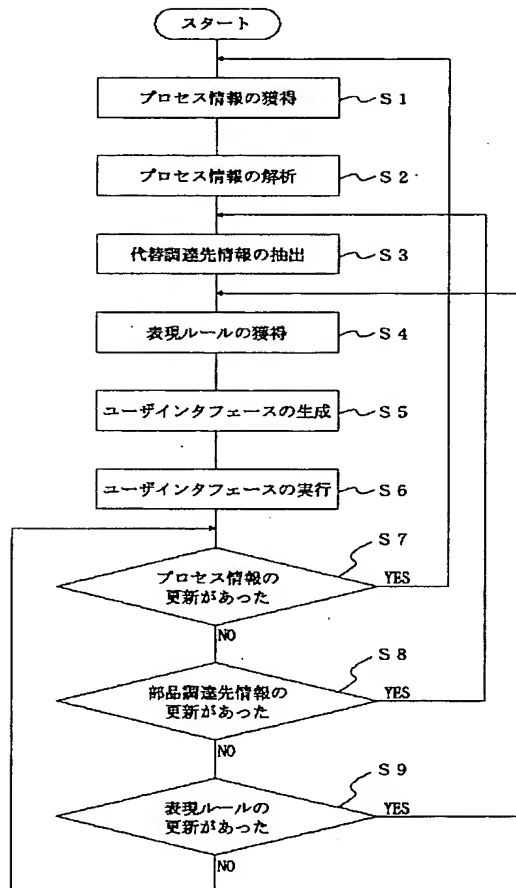 スタート
プロセス情報の獲得
S1
プロセス情報の解析
S2
代替調達先情報の抽出
S3
表現ルールの獲得
S4
ユーザインタフェースの生成
S5
ユーザインタフェースの実行
S6
S7
プロセス情報の
更新があった
YES
NO
S8
部品調達先情報の
更新があった
YES
NO
S9
表現ルールの
更新があった
YES
NO